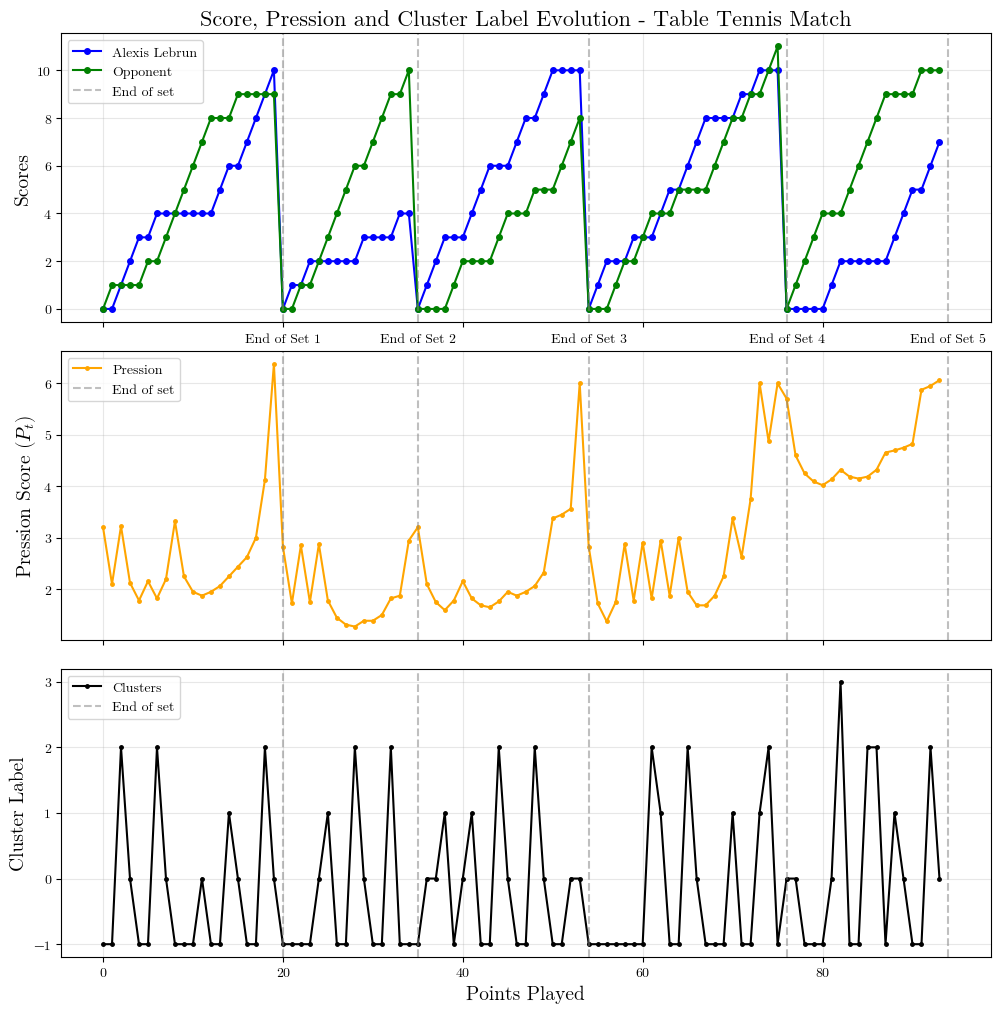 Score, Pression and Cluster Label Evolution - Table Tennis Match
Scores
10
8
6
4
2
0
Alexis Lebrun
Opponent
End of set
End of Set 1
End of Set 2
End of Set 3
End of Set 4
End of Set 5
Pression Score (P_t)
6
5
4
3
2
Pression
End of set
Cluster Label
3
2
1
0
−1
Clusters
End of set
0
20
40
60
80
Points Played